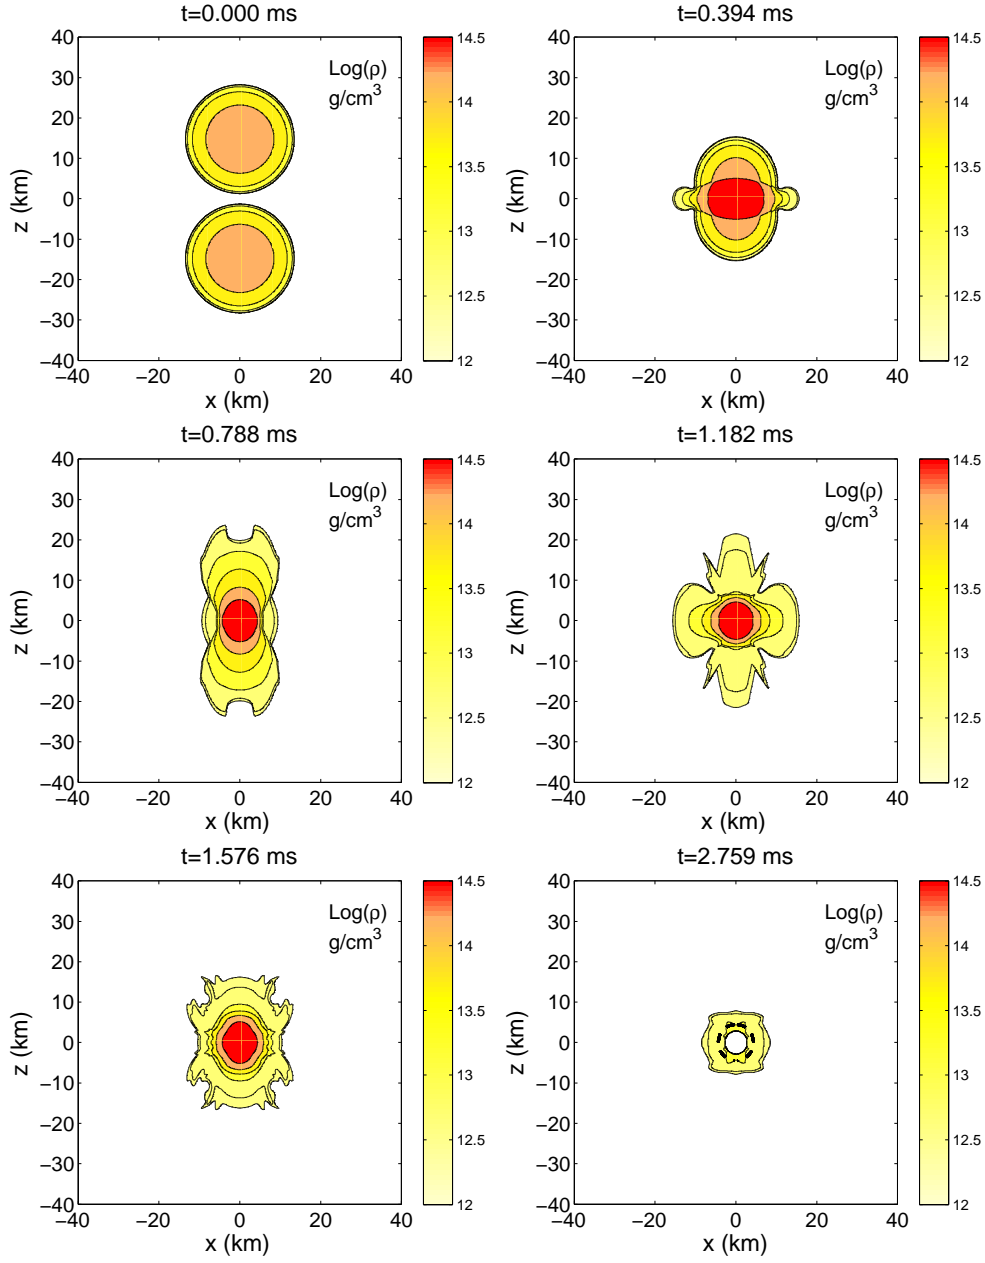 t=0.000 ms
40
30
20
10
0
−10
−20
−30
−40
−40 −20 0 20 40
x (km)
z (km)
Log(ρ)
g/cm³
14.5
14
13.5
13
12.5
12
t=0.394 ms
40
30
20
10
0
−10
−20
−30
−40
−40 −20 0 20 40
x (km)
z (km)
Log(ρ)
g/cm³
14.5
14
13.5
13
12.5
12
t=0.788 ms
40
30
20
10
0
−10
−20
−30
−40
−40 −20 0 20 40
x (km)
z (km)
Log(ρ)
g/cm³
14.5
14
13.5
13
12.5
12
t=1.182 ms
40
30
20
10
0
−10
−20
−30
−40
−40 −20 0 20 40
x (km)
z (km)
Log(ρ)
g/cm³
14.5
14
13.5
13
12.5
12
t=1.576 ms
40
30
20
10
0
−10
−20
−30
−40
−40 −20 0 20 40
x (km)
z (km)
Log(ρ)
g/cm³
14.5
14
13.5
13
12.5
12
t=2.759 ms
40
30
20
10
0
−10
−20
−30
−40
−40 −20 0 20 40
x (km)
z (km)
Log(ρ)
g/cm³
14.5
14
13.5
13
12.5
12